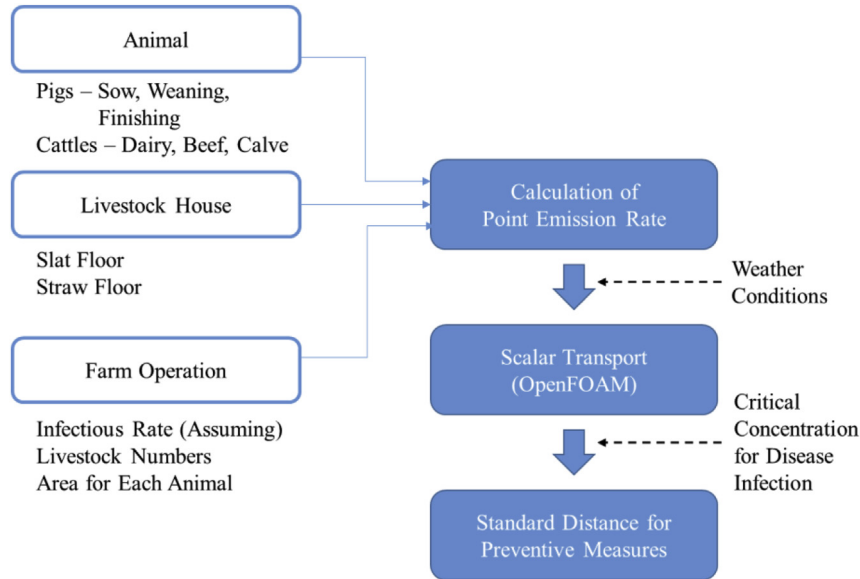 Animal
Pigs – Sow, Weaning,
Finishing
Cattles – Dairy, Beef, Calve
Livestock House
Slat Floor
Straw Floor
Farm Operation
Infectious Rate (Assuming)
Livestock Numbers
Area for Each Animal
Calculation of
Point Emission Rate
Weather
Conditions
Scalar Transport
(OpenFOAM)
Critical
Concentration
for Disease
Infection
Standard Distance for
Preventive Measures